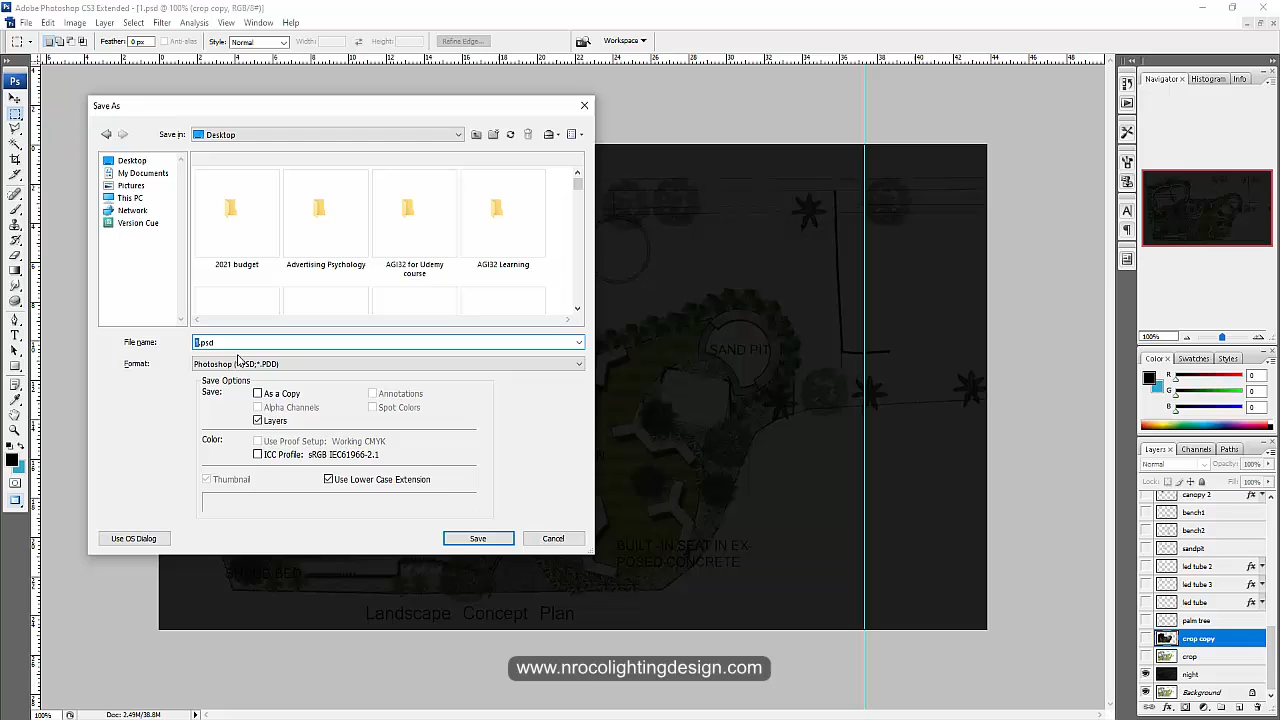 Adobe Photoshop CS3 Extended - [1.psd @ 100% (crop copy, RGB/8#)]
File Edit Image Layer Select Filter Analysis View Window Help
Feather: 0 px Anti-alias Style: Normal Width: Height: Refine Edge... Workspace
Save As
Save in: Desktop
Desktop
My Documents
Pictures
This PC
Network
Version Cue
2021 budget
Advertising Psychology
AGI32 for Udemy course
AGI32 Learning
File name: 1.psd
Format: Photoshop (*.PSD;*.PDD)
Save Options
Save: As a Copy Annotations
Alpha Channels Spot Colors
Layers
Color: Use Proof Setup: Working CMYK
ICC Profile: sRGB IEC61966-2.1
Thumbnail Use Lower Case Extension
Use OS Dialog Save Cancel
SAND PIT
BUILT-IN SEAT IN EX-
POSED CONCRETE
Landscape Concept Plan
www.nrocolightingdesign.com
Navigator Histogram Info
100%
Color Swatches Styles
R 0
G 0
B 0
Layers Channels Paths
Normal Opacity: 100%
Lock: Fill: 100%
canopy 2 fx
bench1
bench2
sandpit
led tube 2 fx
led tube 3 fx
led tube fx
palm tree
crop copy
crop
night
Background
100% Doc: 2.49M/38.8M